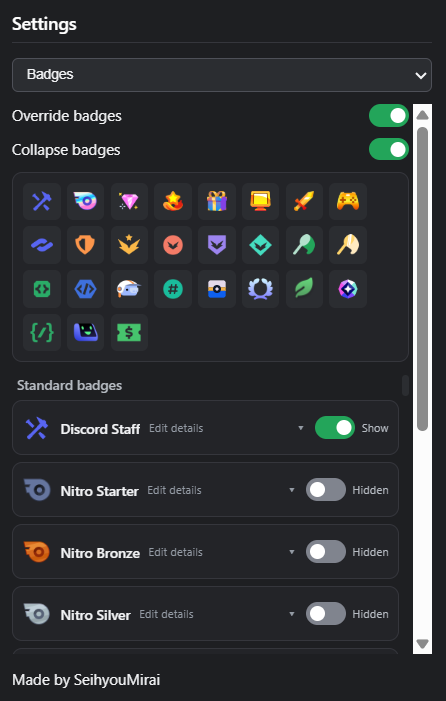 Settings
Badges
Override badges
Collapse badges
Standard badges
Discord Staff Edit details Show
Nitro Starter Edit details Hidden
Nitro Bronze Edit details Hidden
Nitro Silver Edit details Hidden
Made by SeihyouMirai